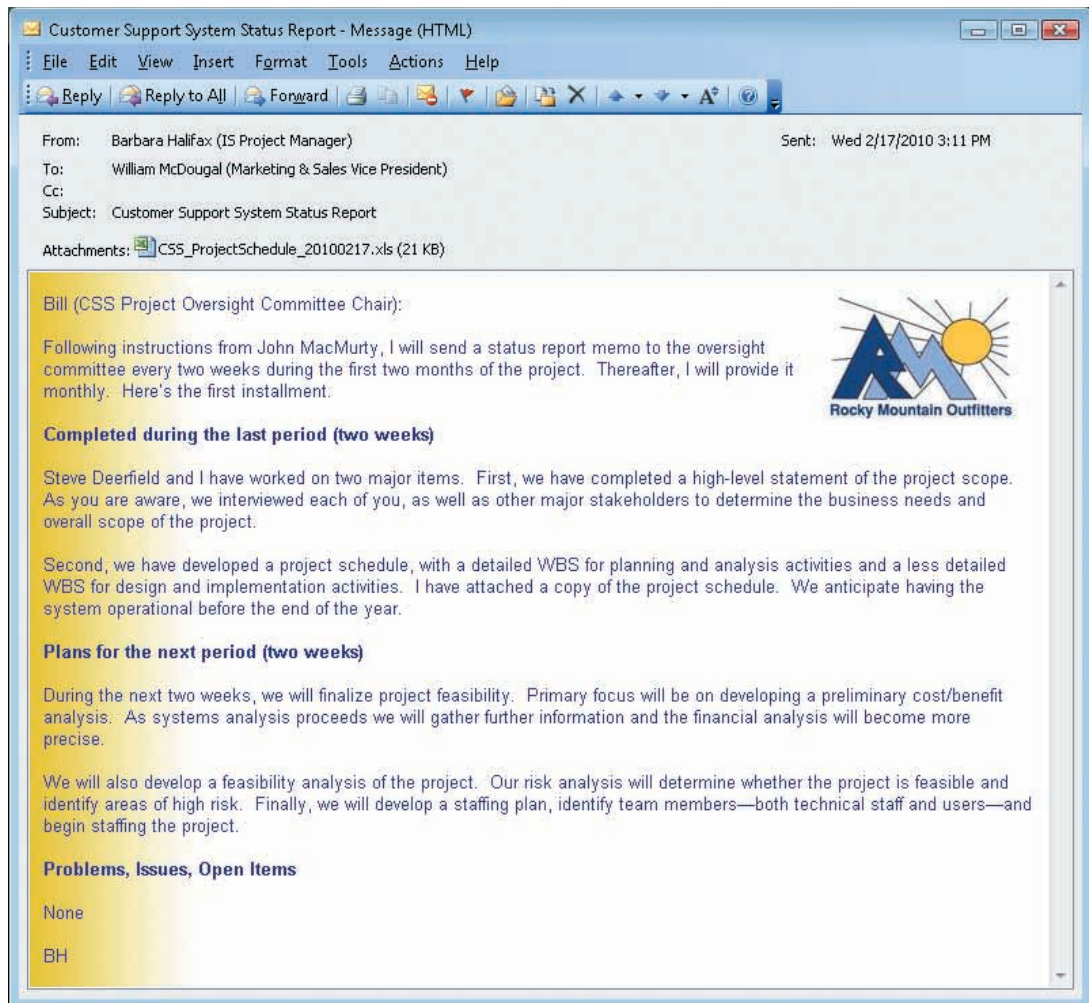 Customer Support System Status Report - Message (HTML)
File Edit View Insert Format Tools Actions Help
Reply Reply to All Forward
From: Barbara Halifax (IS Project Manager) Sent: Wed 2/17/2010 3:11 PM
To: William McDougal (Marketing & Sales Vice President)
Cc:
Subject: Customer Support System Status Report
Attachments: CSS_ProjectSchedule_20100217.xls (21 KB)
Bill (CSS Project Oversight Committee Chair):
Following instructions from John MacMurty, I will send a status report memo to the oversight
committee every two weeks during the first two months of the project. Thereafter, I will provide it
monthly. Here's the first installment.
RM
Rocky Mountain Outfitters
Completed during the last period (two weeks)
Steve Deerfield and I have worked on two major items. First, we have completed a high-level statement of the project scope.
As you are aware, we interviewed each of you, as well as other major stakeholders to determine the business needs and
overall scope of the project.
Second, we have developed a project schedule, with a detailed WBS for planning and analysis activities and a less detailed
WBS for design and implementation activities. I have attached a copy of the project schedule. We anticipate having the
system operational before the end of the year.
Plans for the next period (two weeks)
During the next two weeks, we will finalize project feasibility. Primary focus will be on developing a preliminary cost/benefit
analysis. As systems analysis proceeds we will gather further information and the financial analysis will become more
precise.
We will also develop a feasibility analysis of the project. Our risk analysis will determine whether the project is feasible and
identify areas of high risk. Finally, we will develop a staffing plan, identify team members—both technical staff and users—and
begin staffing the project.
Problems, Issues, Open Items
None
BH